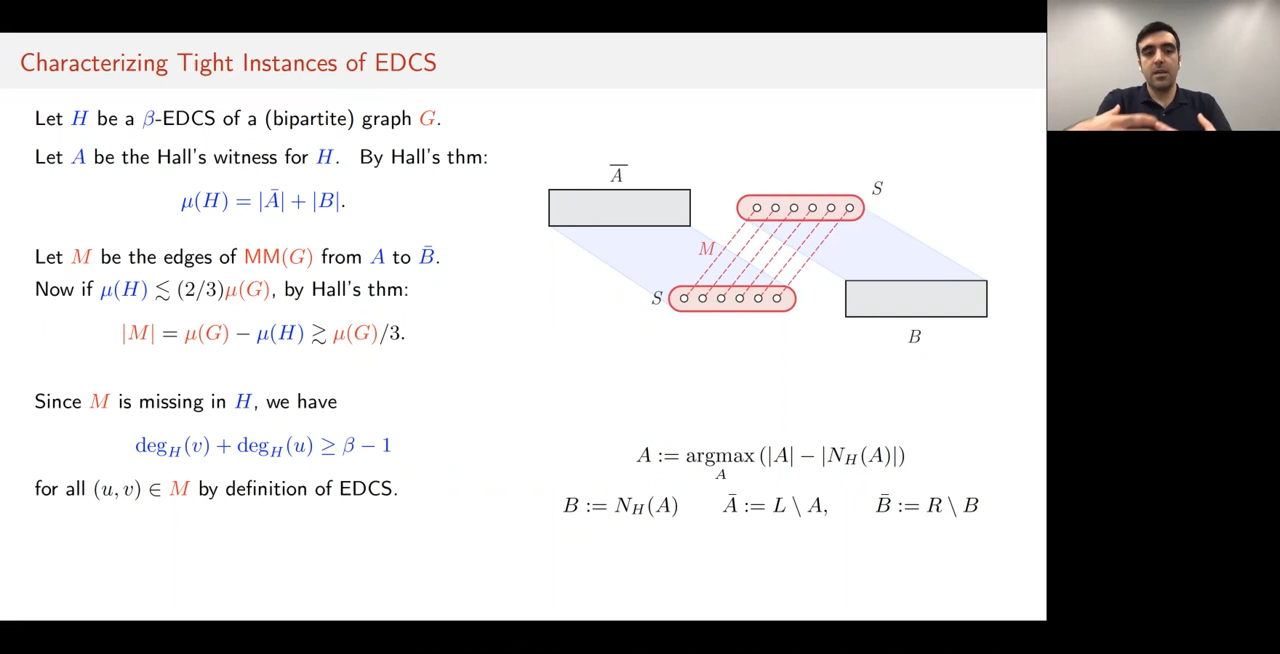 Characterizing Tight Instances of EDCS
Let H be a β-EDCS of a (bipartite) graph G.
Let A be the Hall's witness for H. By Hall's thm:
μ(H) = |Ā| + |B|.
Let M be the edges of MM(G) from A to B̄.
Now if μ(H) ≲ (2/3)μ(G), by Hall's thm:
|M| = μ(G) − μ(H) ≳ μ(G)/3.
Since M is missing in H, we have
deg_H(v) + deg_H(u) ≥ β − 1
for all (u, v) ∈ M by definition of EDCS.
Ā
S
M
S
B
A := argmax_A (|A| − |N_H(A)|)
B := N_H(A) Ā := L \ A, B̄ := R \ B